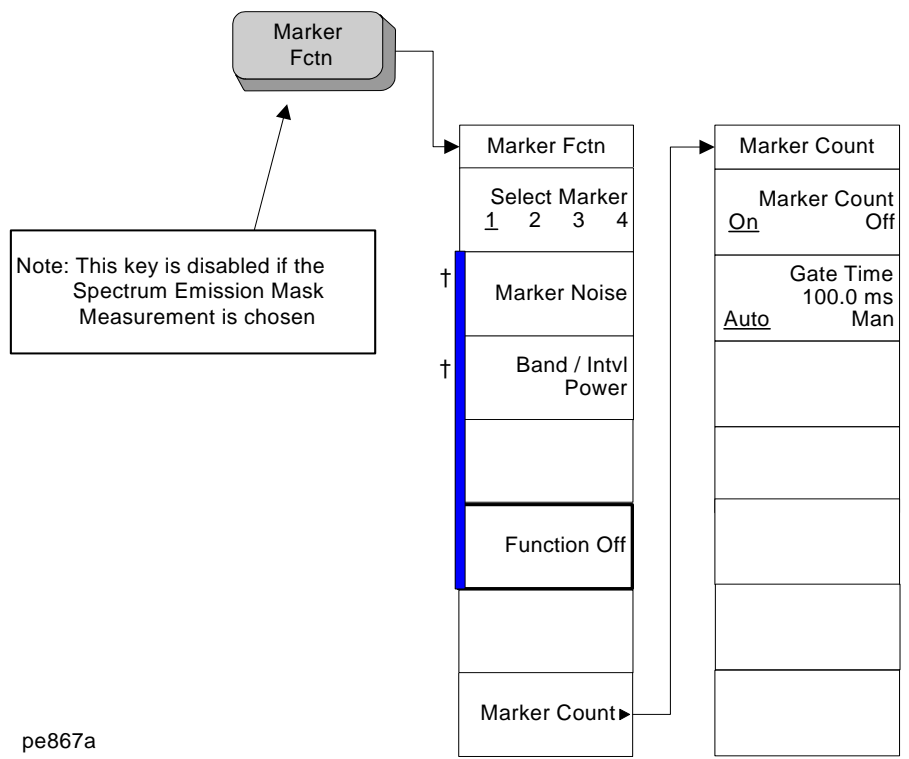 Marker
Fctn
Note: This key is disabled if the
Spectrum Emission Mask
Measurement is chosen
Marker Fctn
Select Marker
1 2 3 4
†
Marker Noise
†
Band / Intvl
Power
Function Off
Marker Count
Marker Count
Marker Count
On Off
Gate Time
100.0 ms
Auto Man
pe867a